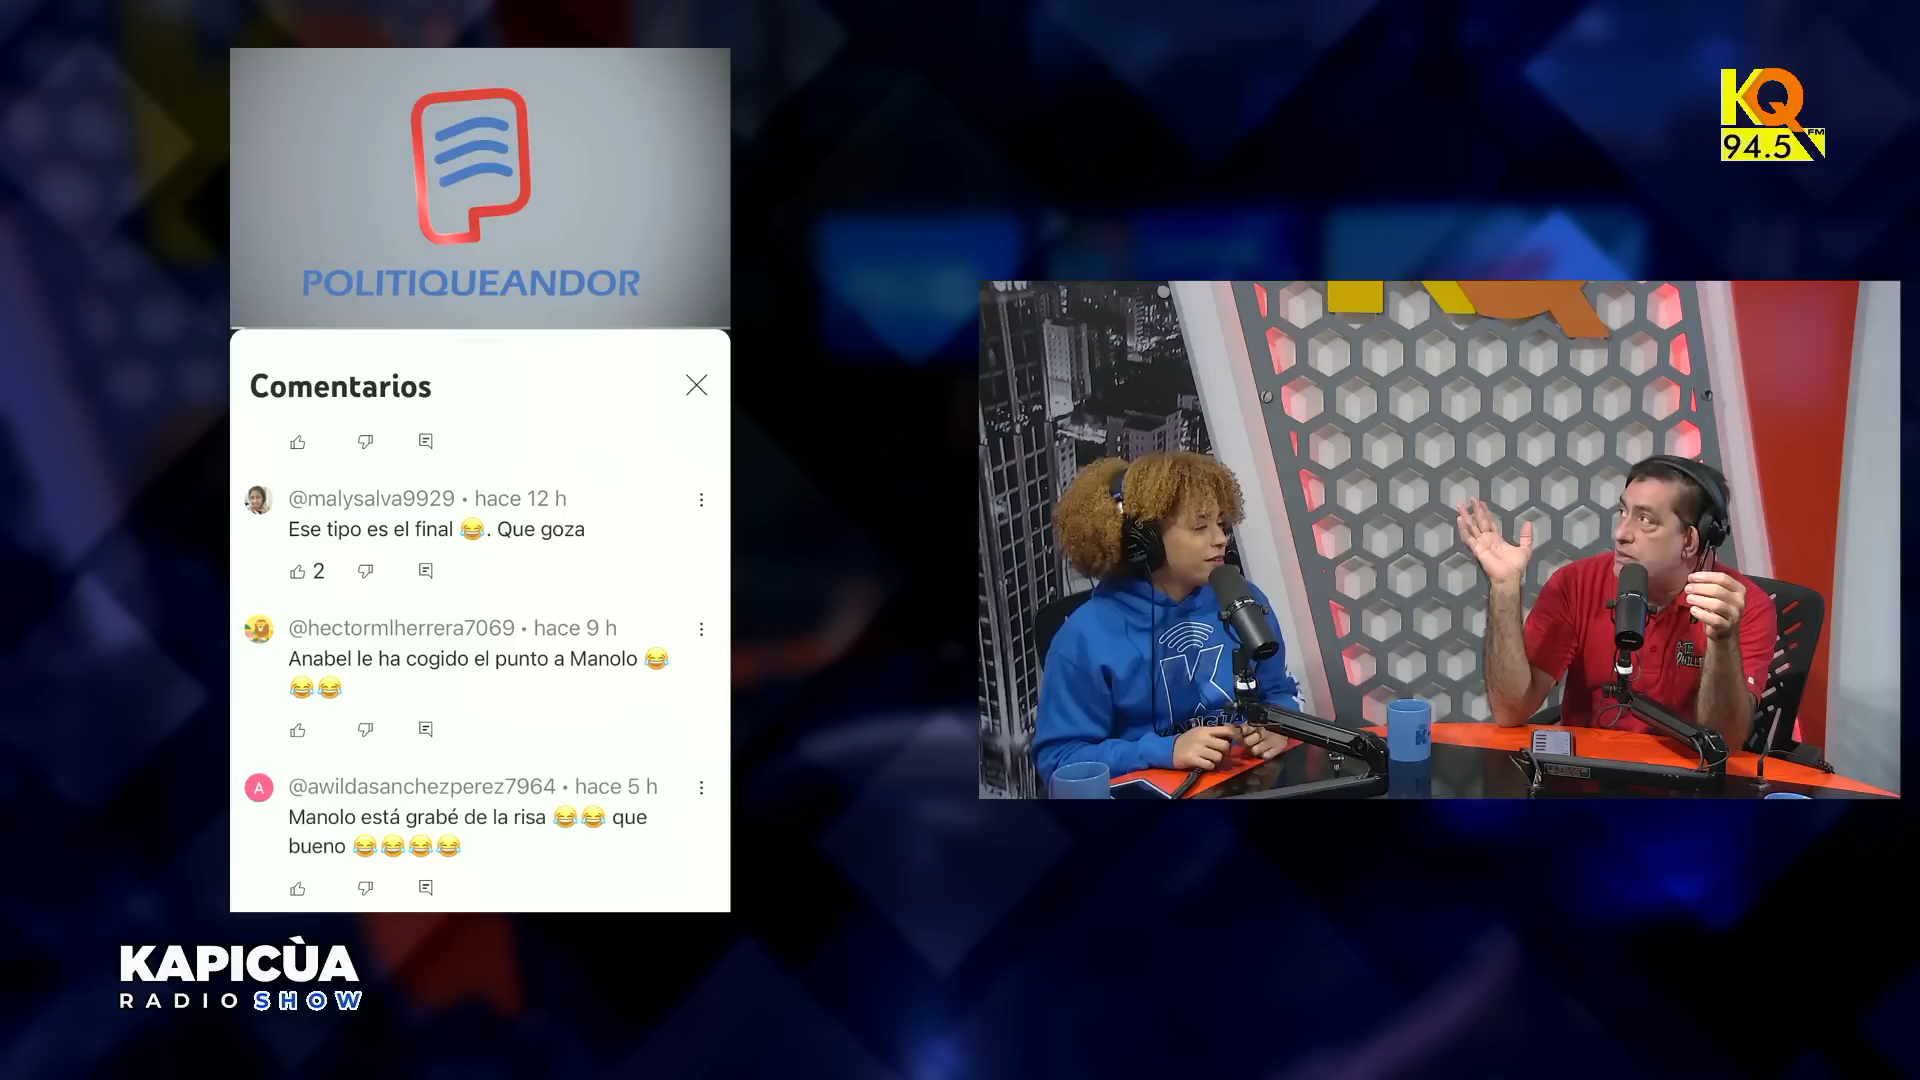 POLITIQUEANDOR
Comentarios
@malysalva9929 • hace 12 h
Ese tipo es el final 😂. Que goza
2
@hectormlherrera7069 • hace 9 h
Anabel le ha cogido el punto a Manolo 😂
😂😂
A
@awildasanchezperez7964 • hace 5 h
Manolo está grabé de la risa 😂😂 que
bueno 😂😂😂😂
KAPICÙA
RADIO SHOW
KQ
94.5 FM
KQ
K
KAPICÚA